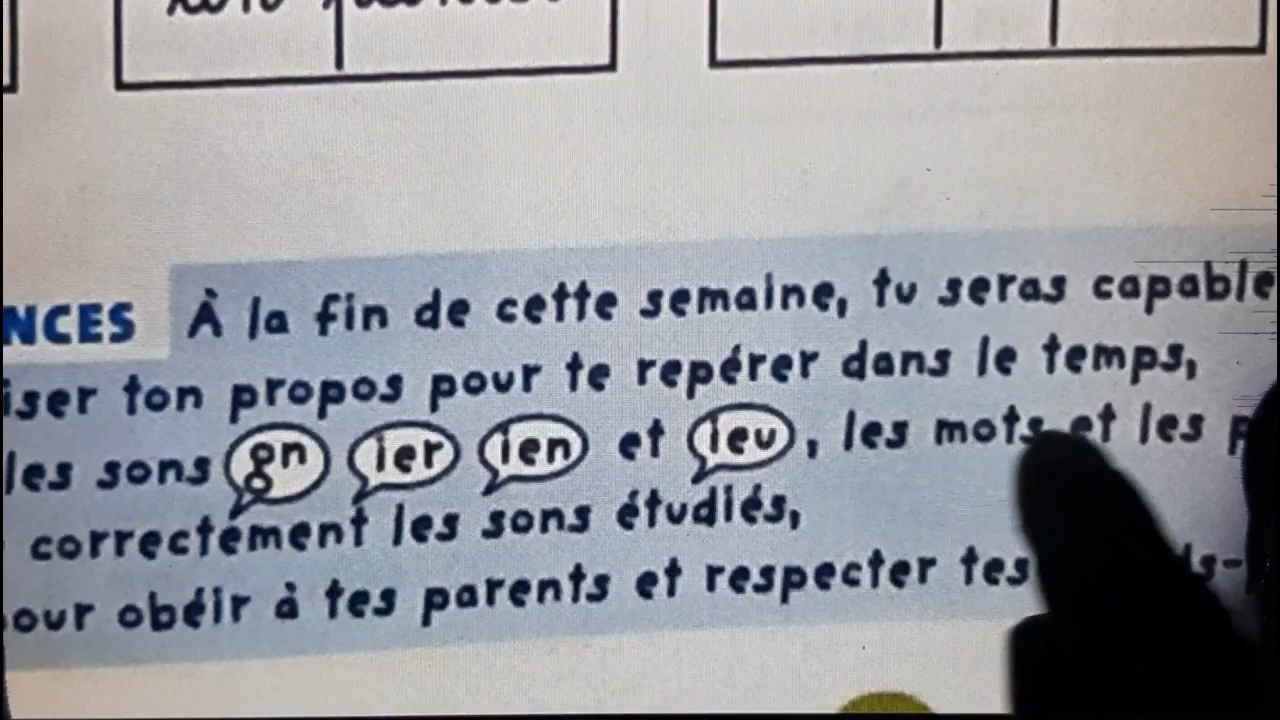 NCES À la fin de cette semaine, tu seras capable
iser ton propos pour te repérer dans le temps,
les sons gn ier ien et ieu, les mots et les p
correctement les sons étudiés,
our obéir à tes parents et respecter tes